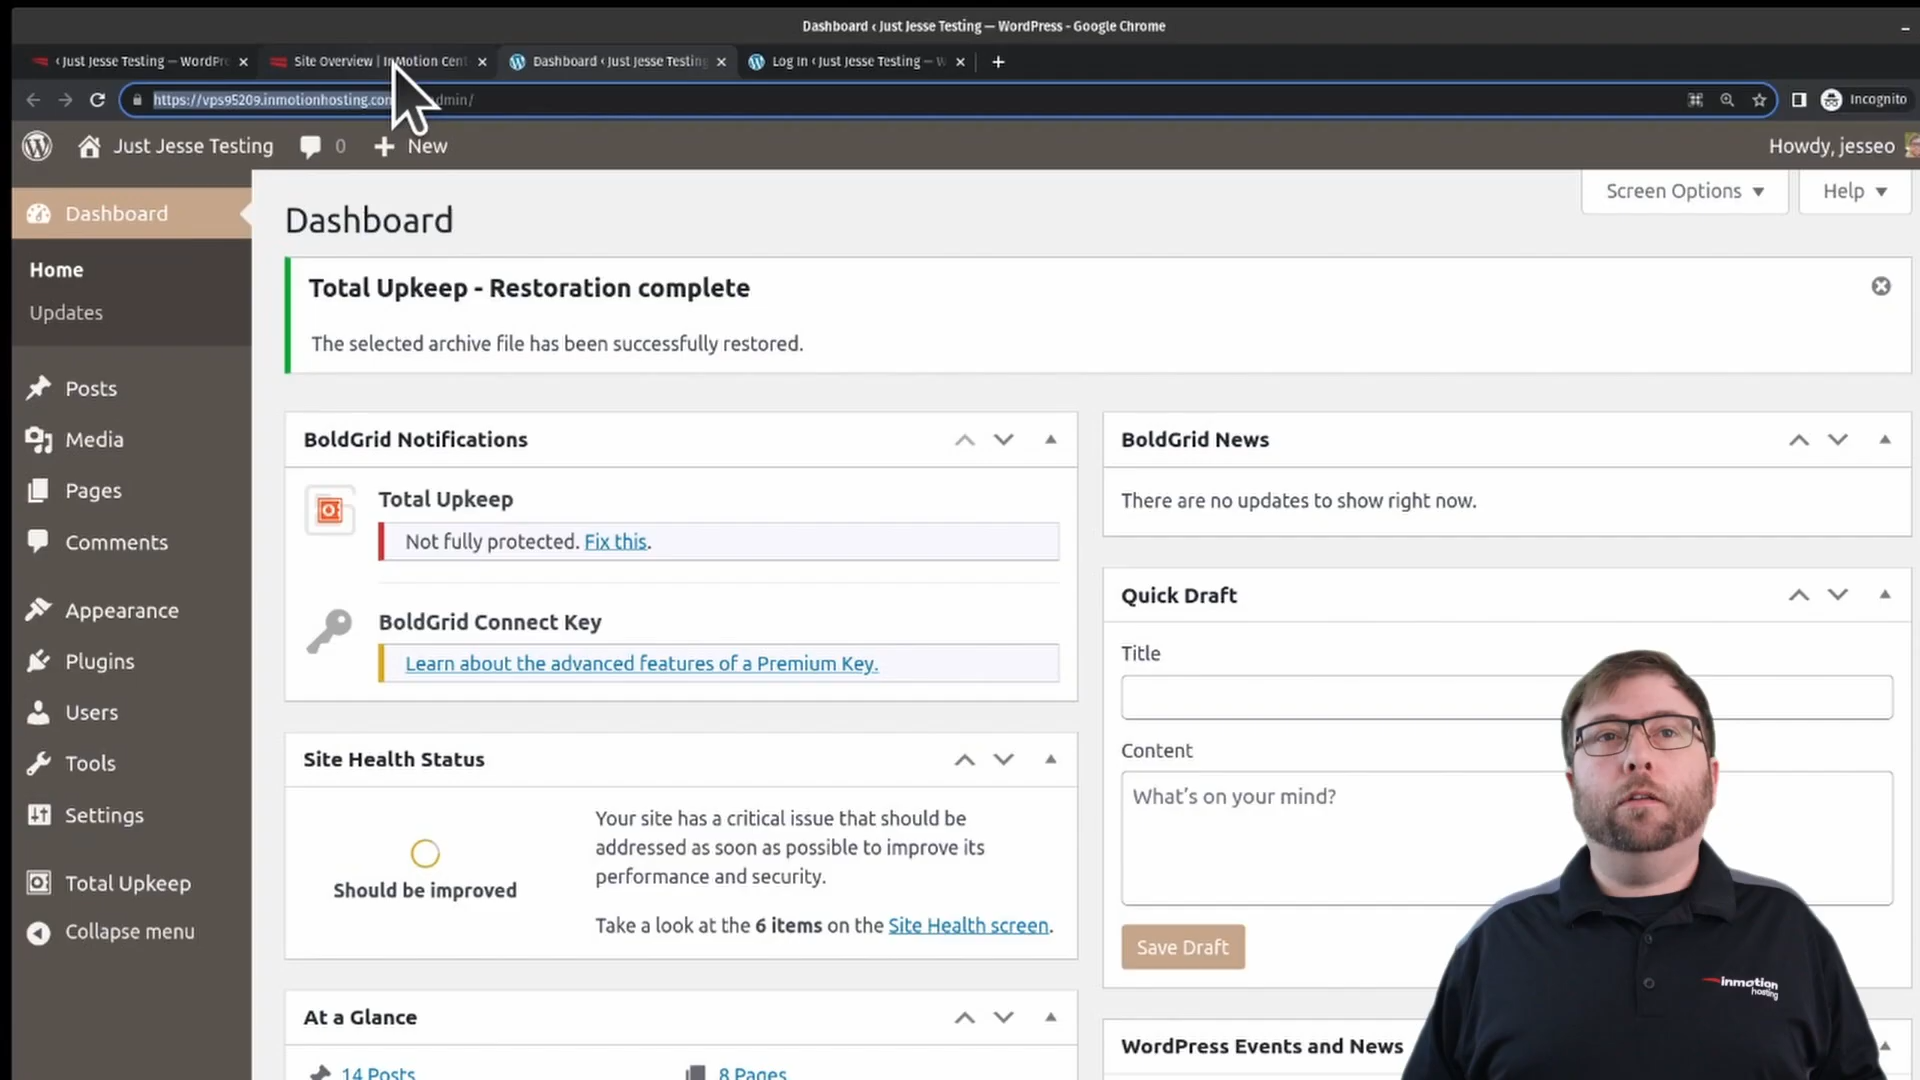 Dashboard ‹ Just Jesse Testing — WordPress - Google Chrome
‹ Just Jesse Testing — WordPr
Site Overview | InMotion Cent
Dashboard ‹ Just Jesse Testing
Log In ‹ Just Jesse Testing — W
https://vps95209.inmotionhosting.com dmin/
Incognito
Just Jesse Testing
0
New
Howdy, jesseo
Screen Options
Help
Dashboard
Home
Updates
Posts
Media
Pages
Comments
Appearance
Plugins
Users
Tools
Settings
Total Upkeep
Collapse menu
Dashboard
Total Upkeep - Restoration complete
The selected archive file has been successfully restored.
BoldGrid Notifications
Total Upkeep
Not fully protected. Fix this.
BoldGrid Connect Key
Learn about the advanced features of a Premium Key.
Site Health Status
Should be improved
Your site has a critical issue that should be
addressed as soon as possible to improve its
performance and security.
Take a look at the 6 items on the Site Health screen.
At a Glance
14 Posts
8 Pages
BoldGrid News
There are no updates to show right now.
Quick Draft
Title
Content
What's on your mind?
Save Draft
WordPress Events and News
inmotion
hosting